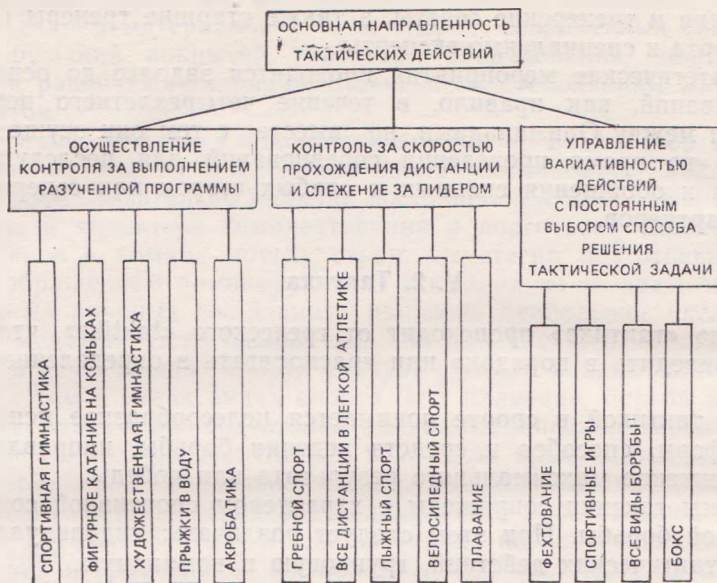 ОСНОВНАЯ НАПРАВЛЕННОСТЬ
ТАКТИЧЕСКИХ ДЕЙСТВИЙ
ОСУЩЕСТВЛЕНИЕ
КОНТРОЛЯ ЗА ВЫПОЛНЕНИЕМ
РАЗУЧЕННОЙ ПРОГРАММЫ
КОНТРОЛЬ ЗА СКОРОСТЬЮ
ПРОХОЖДЕНИЯ ДИСТАНЦИИ
И СЛЕЖЕНИЕ ЗА ЛИДЕРОМ
УПРАВЛЕНИЕ
ВАРИАТИВНОСТЬЮ
ДЕЙСТВИЙ
С ПОСТОЯННЫМ
ВЫБОРОМ СПОСОБА
РЕШЕНИЯ
ТАКТИЧЕСКОЙ ЗАДАЧИ
СПОРТИВНАЯ ГИМНАСТИКА
ФИГУРНОЕ КАТАНИЕ НА КОНЬКАХ
ХУДОЖЕСТВЕННАЯ ГИМНАСТИКА
ПРЫЖКИ В ВОДУ
АКРОБАТИКА
ГРЕБНОЙ СПОРТ
ВСЕ ДИСТАНЦИИ В ЛЕГКОЙ АТЛЕТИКЕ
ЛЫЖНЫЙ СПОРТ
ВЕЛОСИПЕДНЫЙ СПОРТ
ПЛАВАНИЕ
ФЕХТОВАНИЕ
СПОРТИВНЫЕ ИГРЫ
ВСЕ ВИДЫ БОРЬБЫ
БОКС